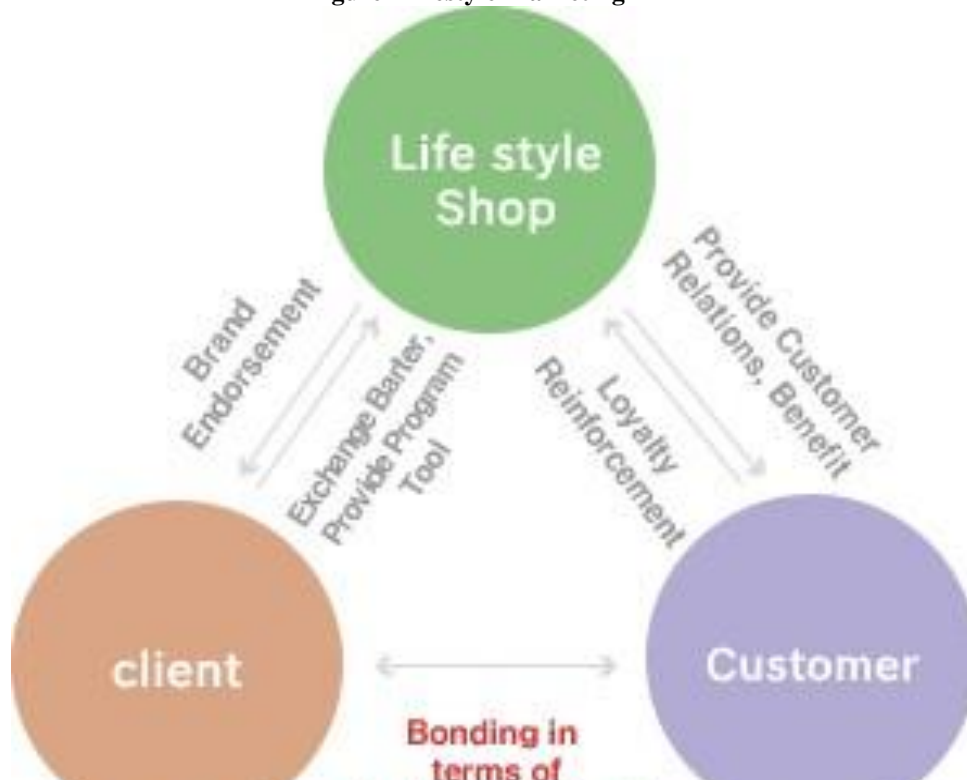 Life style
Shop
Brand
Endorsement
Exchange Barter,
Provide Program
Tool
Loyalty
Reinforcement
Provide Customer
Relations, Benefit
client
Customer
Bonding in
terms of